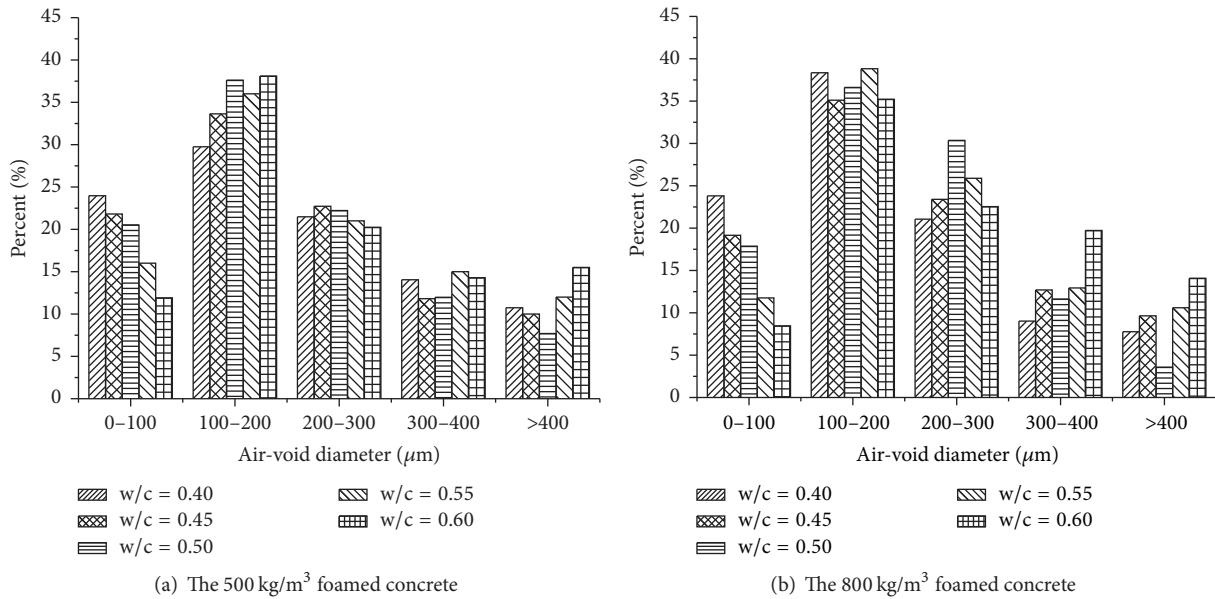 45
40
35
30
25
20
15
10
5
0
Percent (%)
0–100 100–200 200–300 300–400 >400
Air-void diameter (μm)
w/c = 0.40
w/c = 0.45
w/c = 0.50
w/c = 0.55
w/c = 0.60
(a) The 500 kg/m³ foamed concrete
45
40
35
30
25
20
15
10
5
0
Percent (%)
0–100 100–200 200–300 300–400 >400
Air-void diameter (μm)
w/c = 0.40
w/c = 0.45
w/c = 0.50
w/c = 0.55
w/c = 0.60
(b) The 800 kg/m³ foamed concrete